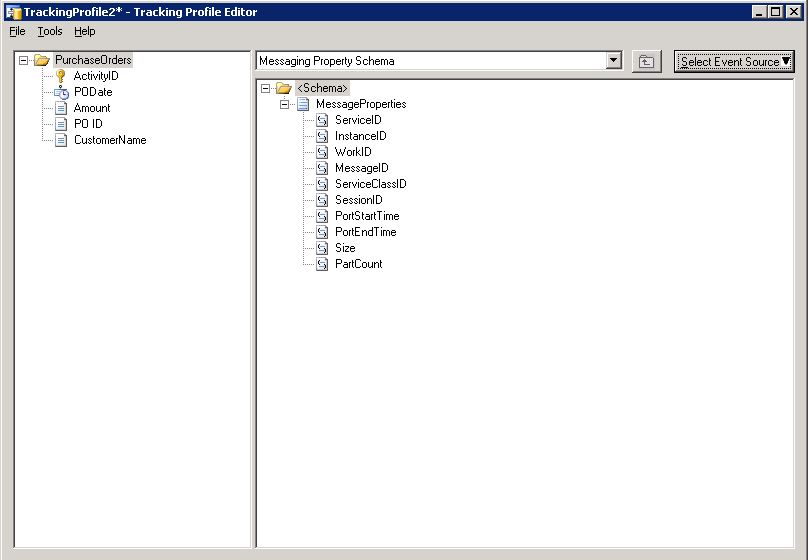 TrackingProfile2* - Tracking Profile Editor
File Tools Help
Messaging Property Schema
Select Event Source
PurchaseOrders
ActivityID
PODate
Amount
PO ID
CustomerName
<Schema>
MessageProperties
ServiceID
InstanceID
WorkID
MessageID
ServiceClassID
SessionID
PortStartTime
PortEndTime
Size
PartCount